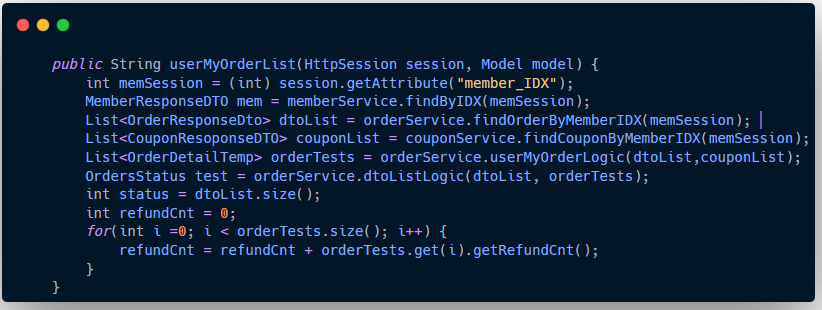 public String userMyOrderList(HttpSession session, Model model) {
int memSession = (int) session.getAttribute("member_IDX");
MemberResponseDTO mem = memberService.findByIDX(memSession);
List<OrderResponseDto> dtoList = orderService.findOrderByMemberIDX(memSession);
List<CouponResoponseDTO> couponList = couponService.findCouponByMemberIDX(memSession);
List<OrderDetailTemp> orderTests = orderService.userMyOrderLogic(dtoList,couponList);
OrdersStatus test = orderService.dtoListLogic(dtoList, orderTests);
int status = dtoList.size();
int refundCnt = 0;
for(int i =0; i < orderTests.size(); i++) {
refundCnt = refundCnt + orderTests.get(i).getRefundCnt();
}
}